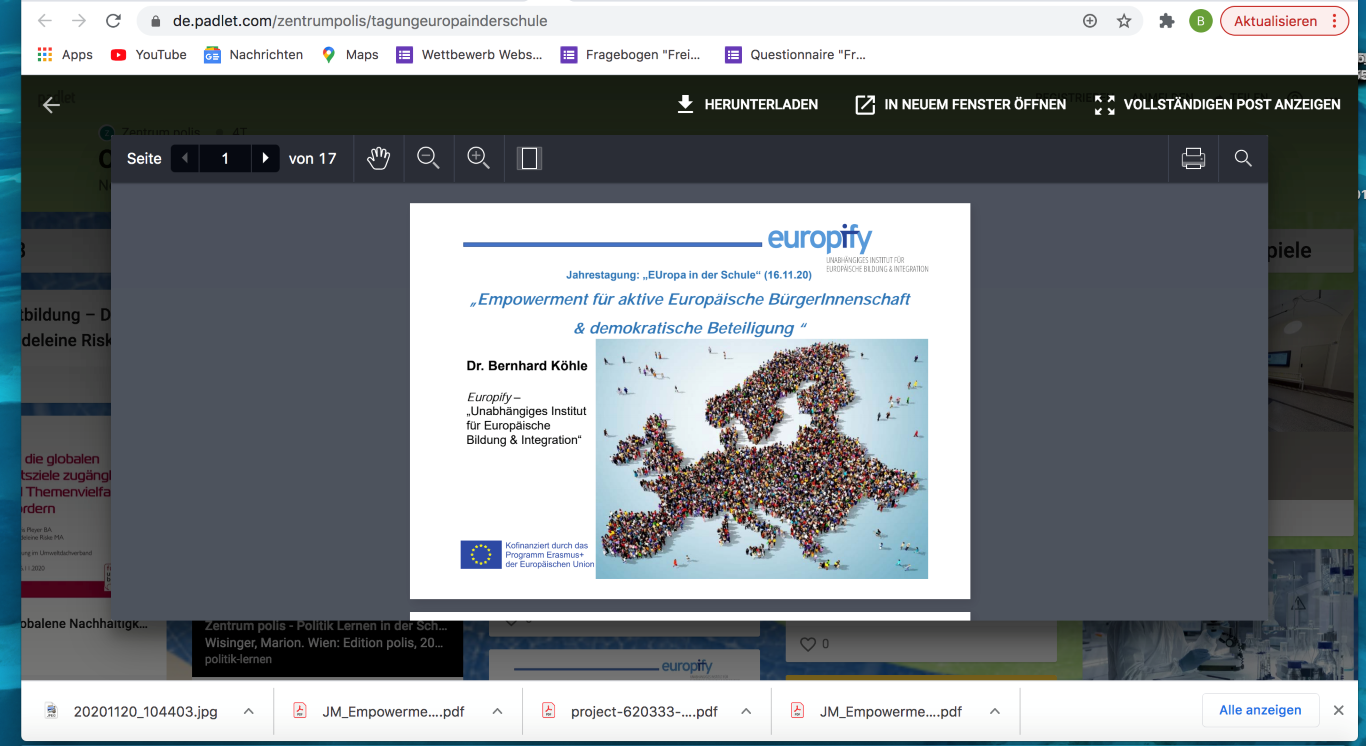 de.padlet.com/zentrumpolis/tagungeuropainderschule
B
Aktualisieren
Apps
YouTube
Nachrichten
Maps
Wettbewerb Webs...
Fragebogen "Frei...
Questionnaire "Fr...
padlet
HERUNTERLADEN
IN NEUEM FENSTER ÖFFNEN
VOLLSTÄNDIGEN POST ANZEIGEN
Zentrum polis
Seite
1
von 17
europify
UNABHÄNGIGES INSTITUT FÜR
EUROPÄISCHE BILDUNG & INTEGRATION
Jahrestagung: „EUropa in der Schule“ (16.11.20)
„Empowerment für aktive Europäische BürgerInnenschaft
& demokratische Beteiligung “
Dr. Bernhard Köhle
Europify –
„Unabhängiges Institut
für Europäische
Bildung & Integration“
Kofinanziert durch das
Programm Erasmus+
der Europäischen Union
piele
tbildung – D
deleine Risk
die globalen
tsziele zugängl
Themenvielfa
rdern
obalene Nachhaltigk...
Zentrum polis - Politik Lernen in der Sch...
Wisinger, Marion. Wien: Edition polis, 20...
politik-lernen
europify
0
20201120_104403.jpg
JM_Empowerme....pdf
project-620333-....pdf
JM_Empowerme....pdf
Alle anzeigen